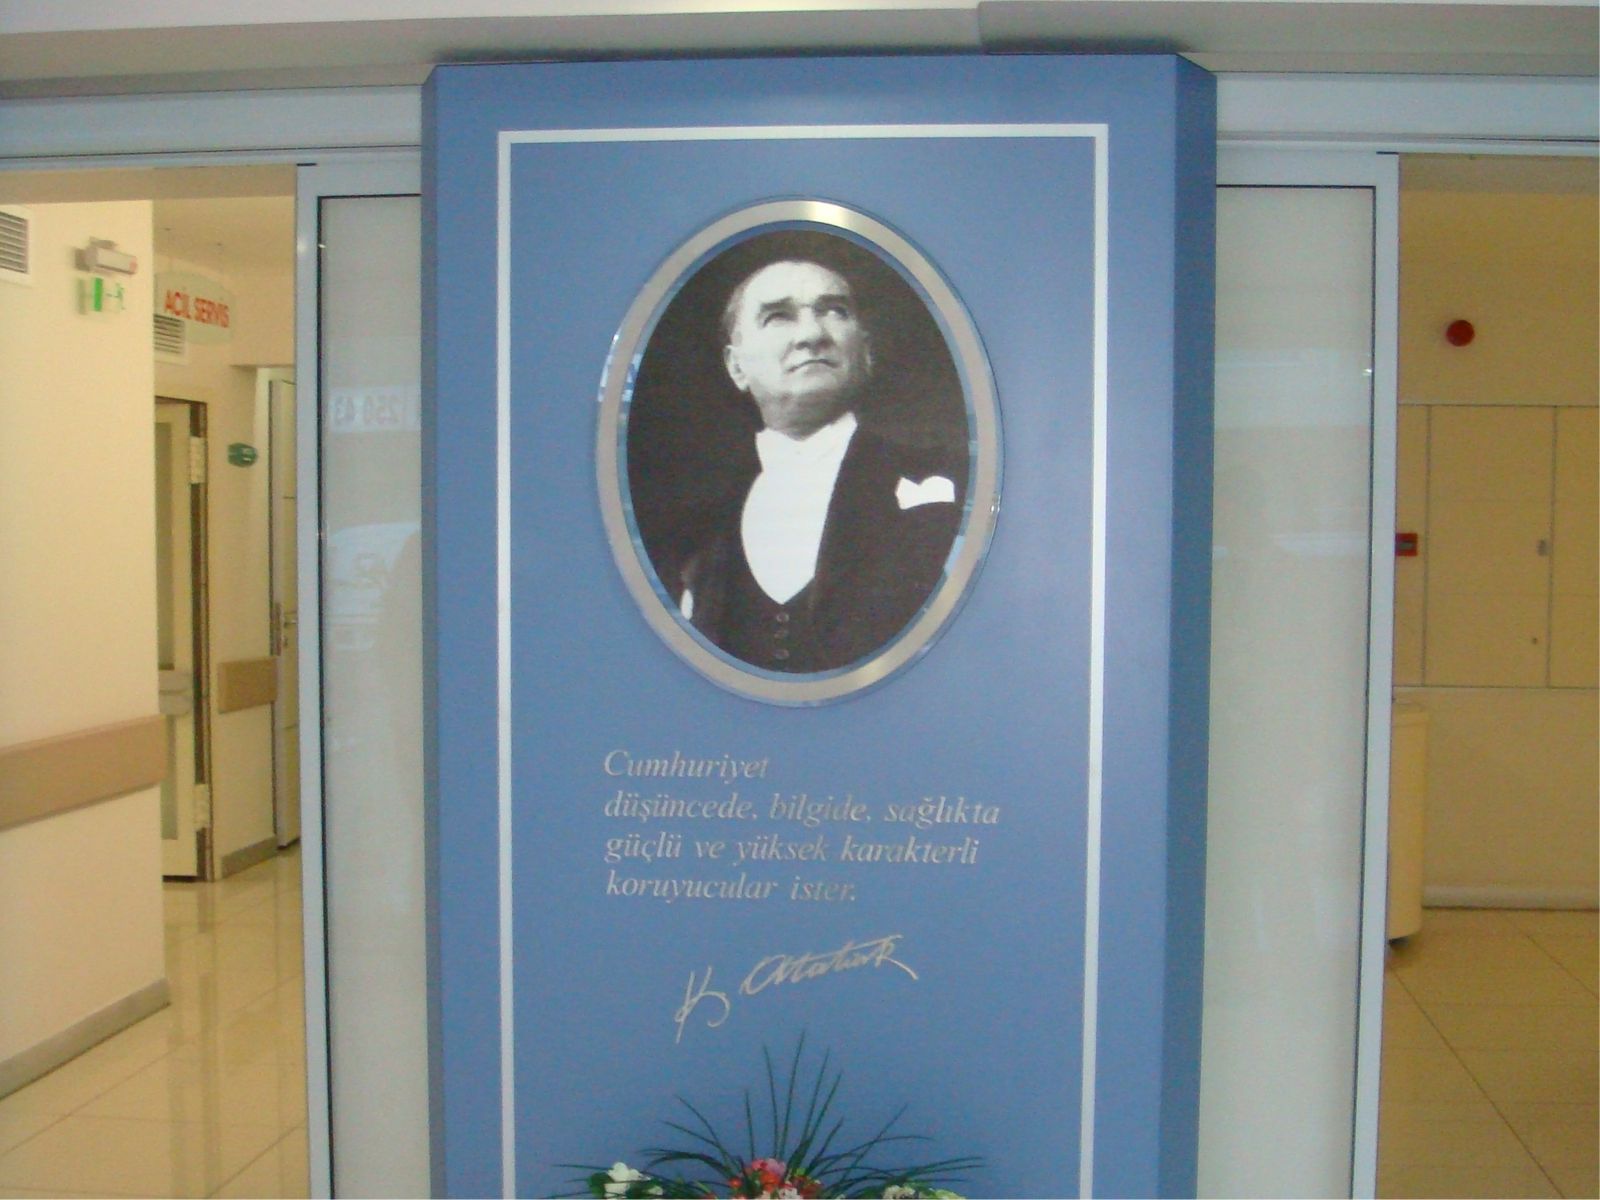 ACİL SERVİS
Cumhuriyet
düşüncede, bilgide, sağlıkta
güçlü ve yüksek karakterli
koruyucular ister.
K. Atatürk